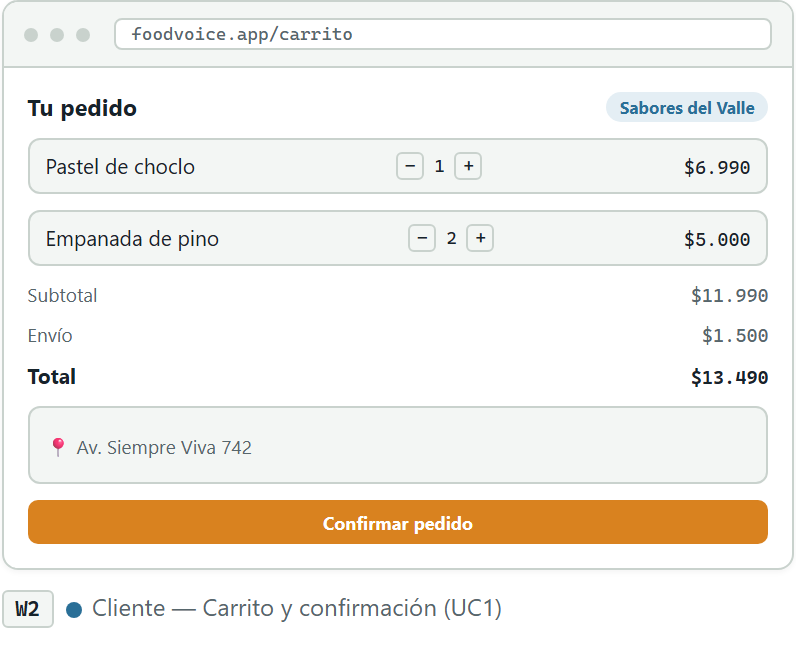 foodvoice.app/carrito
Tu pedido Sabores del Valle
Pastel de choclo − 1 + $6.990
Empanada de pino − 2 + $5.000
Subtotal $11.990
Envío $1.500
Total $13.490
Av. Siempre Viva 742
Confirmar pedido
W2 Cliente — Carrito y confirmación (UC1)